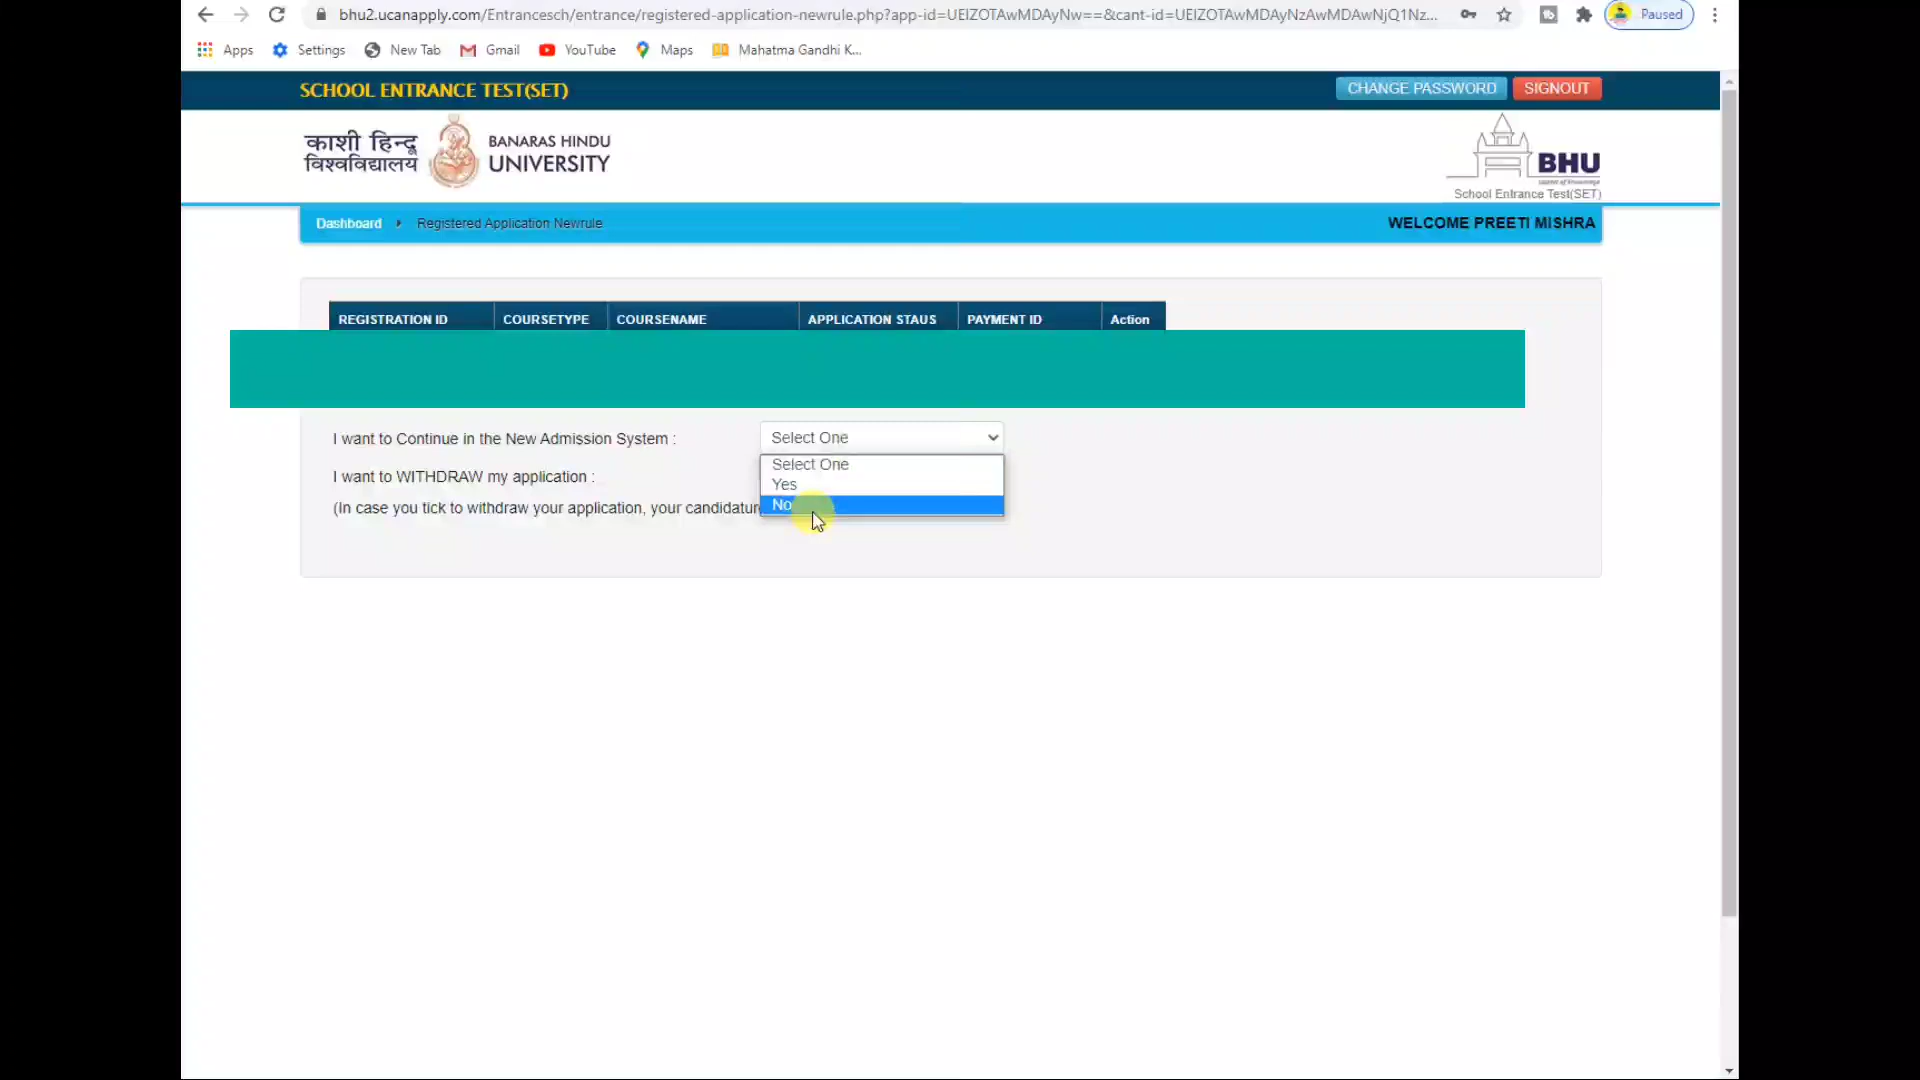 bhu2.ucanapply.com/Entrancesch/entrance/registered-application-newrule.php?app-id=UEIZOTAwMDAyNw==&cant-id=UEIZOTAwMDAyNzAwMDAwNjQ1Nz...
Paused
Apps Settings New Tab Gmail YouTube Maps Mahatma Gandhi K...
SCHOOL ENTRANCE TEST(SET)
CHANGE PASSWORD SIGNOUT
काशी हिन्दू
विश्वविद्यालय
BANARAS HINDU
UNIVERSITY
BHU
School Entrance Test(SET)
Dashboard Registered Application Newrule WELCOME PREETI MISHRA
REGISTRATION ID COURSETYPE COURSENAME APPLICATION STAUS PAYMENT ID Action
I want to Continue in the New Admission System : Select One
Select One
Yes
No
I want to WITHDRAW my application :
(In case you tick to withdraw your application, your candidatur